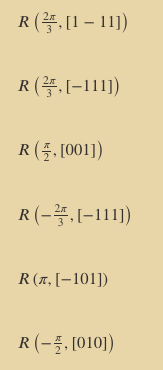 R (2π/3, [1 − 11])
R (2π/3, [−111])
R (π/2, [001])
R (−2π/3, [−111])
R (π, [−101])
R (−π/2, [010])